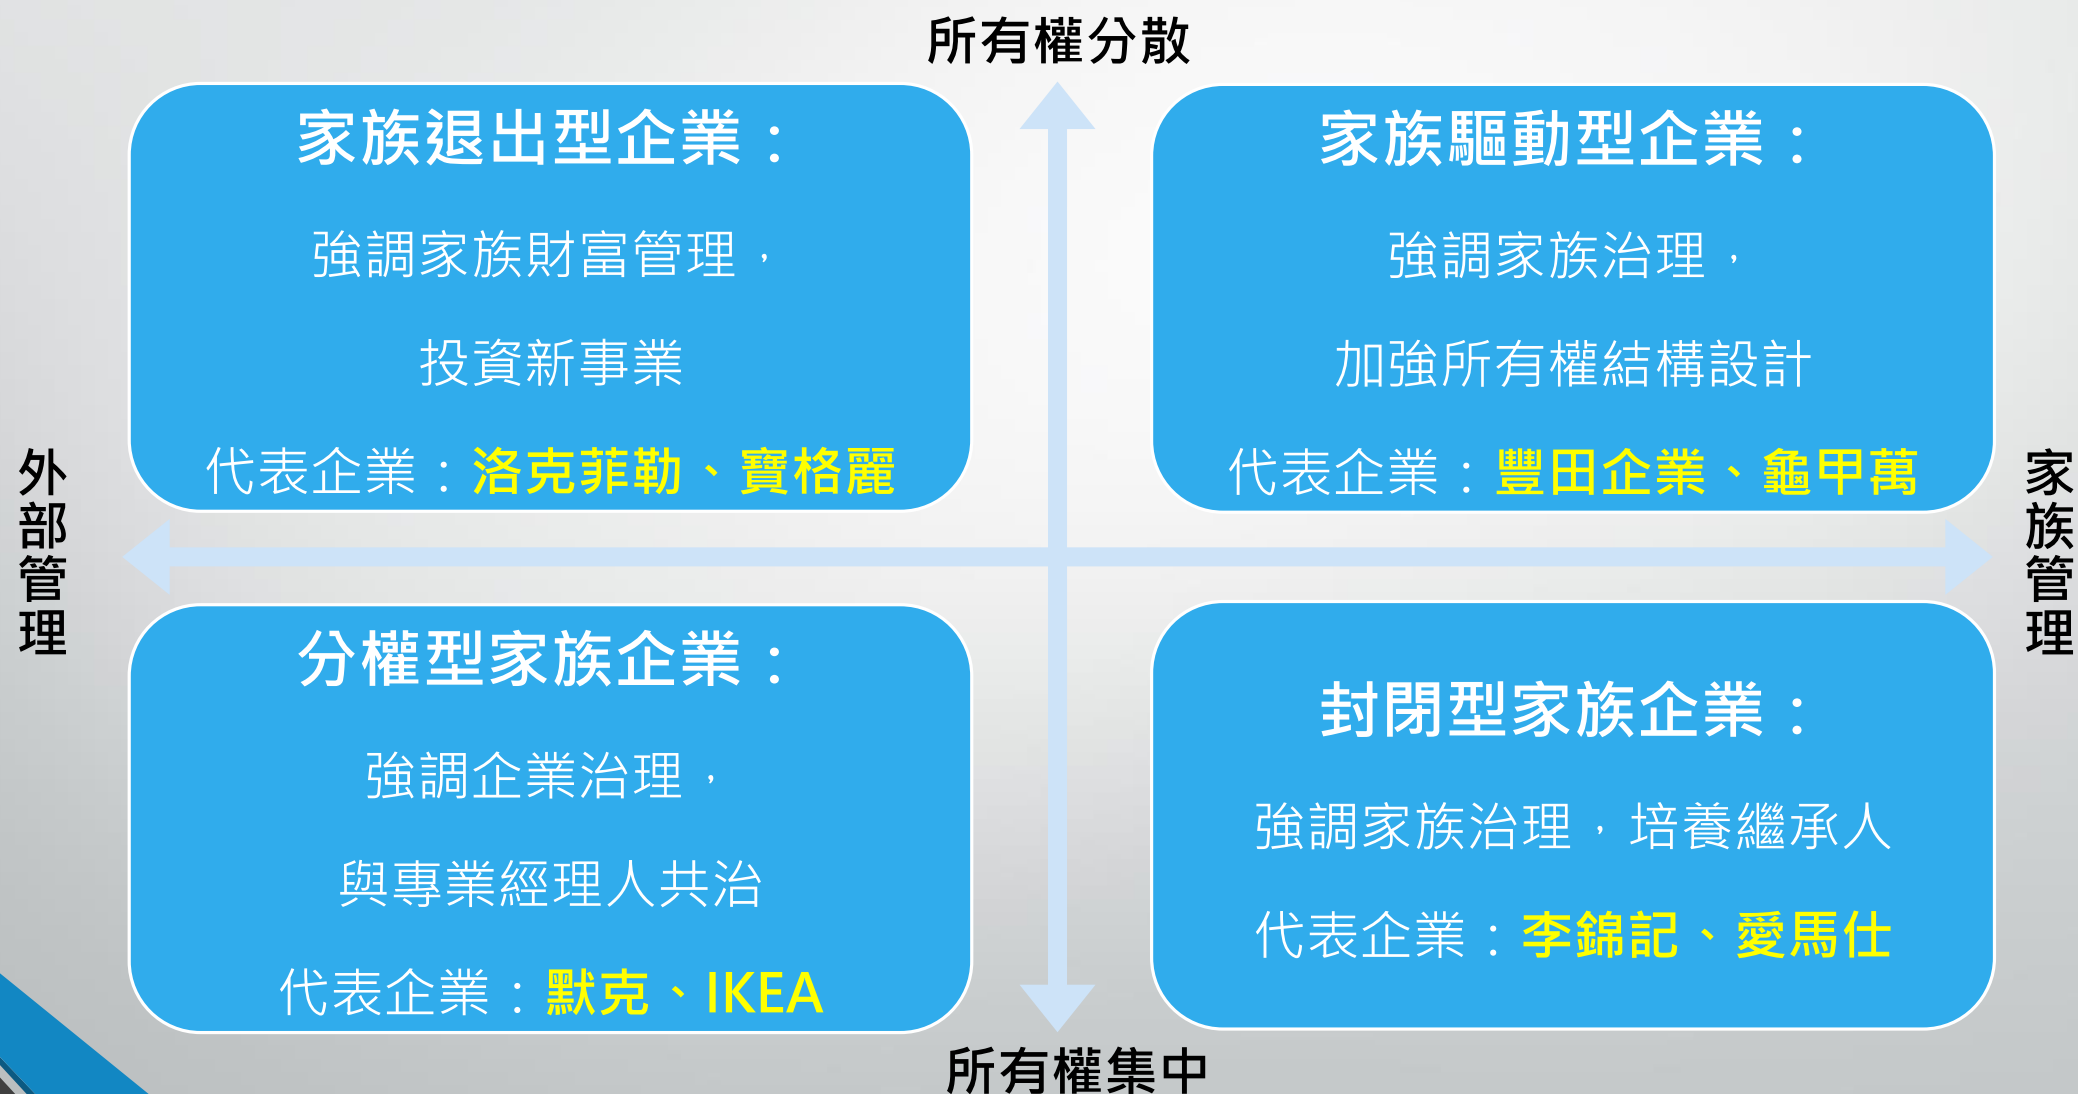 所有權分散
家族退出型企業：
強調家族財富管理，
投資新事業
代表企業：洛克菲勒、寶格麗
家族驅動型企業：
強調家族治理，
加強所有權結構設計
代表企業：豐田企業、龜甲萬
外部管理
家族管理
分權型家族企業：
強調企業治理，
與專業經理人共治
代表企業：默克、IKEA
封閉型家族企業：
強調家族治理，培養繼承人
代表企業：李錦記、愛馬仕
所有權集中